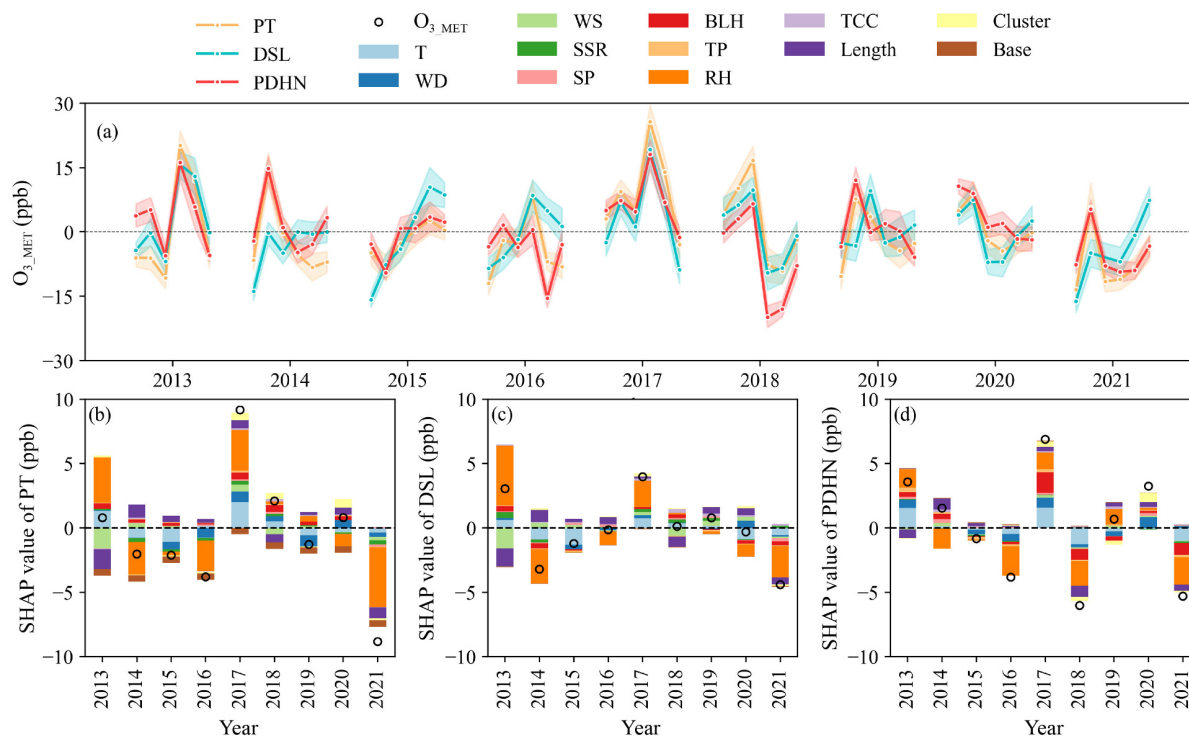 PT
DSL
PDHN
O3_MET
T
WD
WS
SSR
SP
BLH
TP
RH
TCC
Length
Cluster
Base
(a)
O3_MET (ppb)
30
15
0
−15
−30
2013 2014 2015 2016 2017 2018 2019 2020 2021
(b)
SHAP value of PT (ppb)
10
5
0
−5
−10
2013 2014 2015 2016 2017 2018 2019 2020 2021
Year
(c)
SHAP value of DSL (ppb)
10
5
0
−5
−10
2013 2014 2015 2016 2017 2018 2019 2020 2021
Year
(d)
SHAP value of PDHN (ppb)
10
5
0
−5
−10
2013 2014 2015 2016 2017 2018 2019 2020 2021
Year